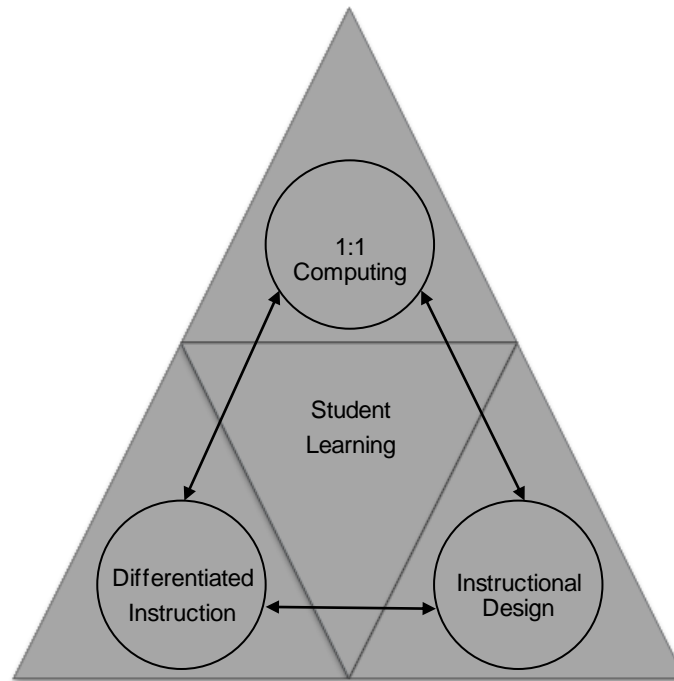 1:1
Computing
Student
Learning
Differentiated
Instruction
Instructional
Design